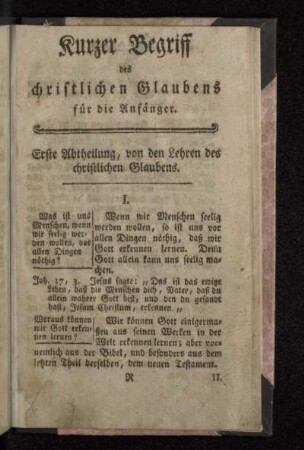 Kurzer Begriff
des
christlichen Glaubens
für die Anfänger.
Erste Abtheilung, von den Lehren des
christlichen Glaubens.
I.
Was ist uns
Menschen, wenn
wir seelig wer-
den wollen, vor
allen Dingen
nöthig?
Wenn wir Menschen seelig
werden wollen, so ist uns vor
allen Dingen nöthig, daß wir
Gott erkennen lernen. Denn
Gott allein kann uns seelig ma-
chen.
Joh. 17, 3. Jesus sagte: „Das ist das ewige
Leben, daß die Menschen dich, Vater, daß du
allein wahrer Gott bist, und den du gesandt
hast, Jesum Christum, erkennen„
Woraus können
wir Gott erken-
nen lernen?
Wir können Gott einigerma-
ßen aus seinen Werken in der
Welt erkennen lernen; aber vor-
nemlich aus der Bibel, und besonders aus dem
letzten Theil derselben, dem neuen Testament.
R
II.